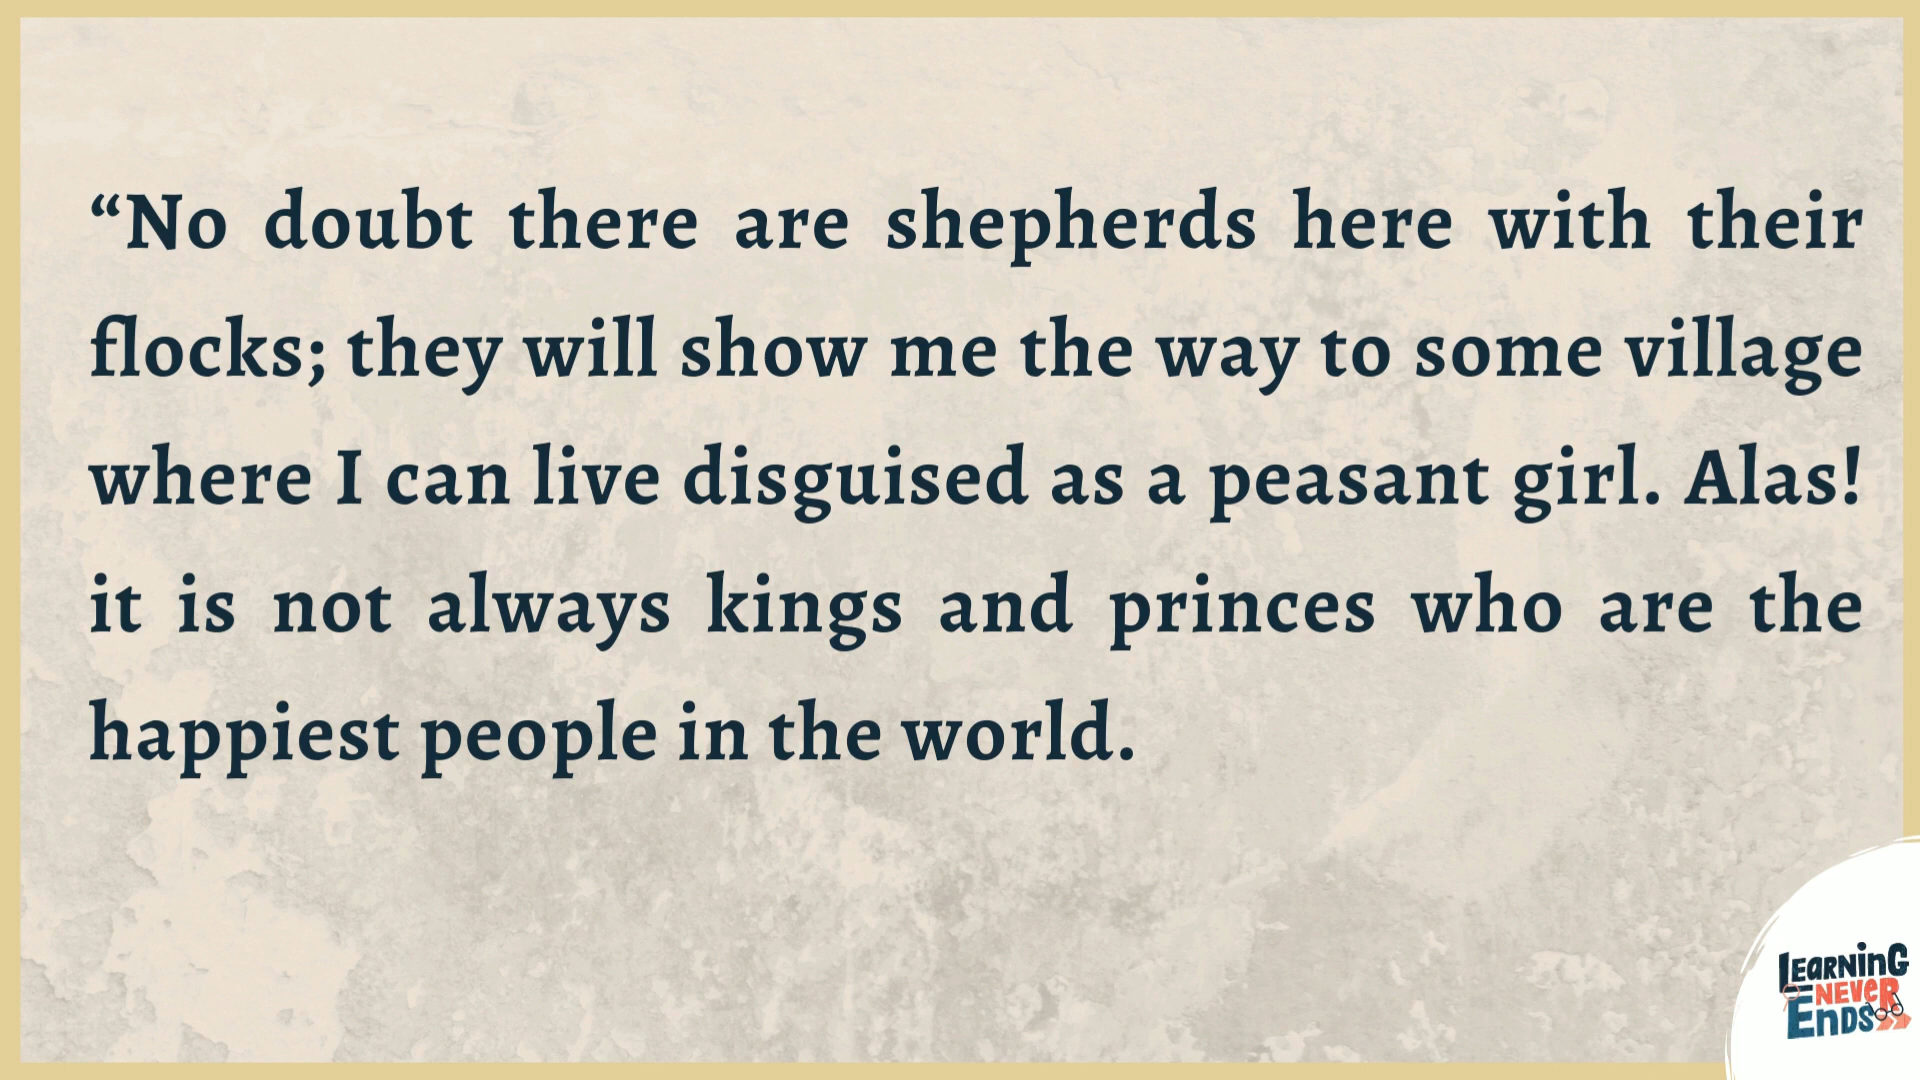 “No doubt there are shepherds here with their
flocks; they will show me the way to some village
where I can live disguised as a peasant girl. Alas!
it is not always kings and princes who are the
happiest people in the world.
LEARNinG
NEVER
ENDS